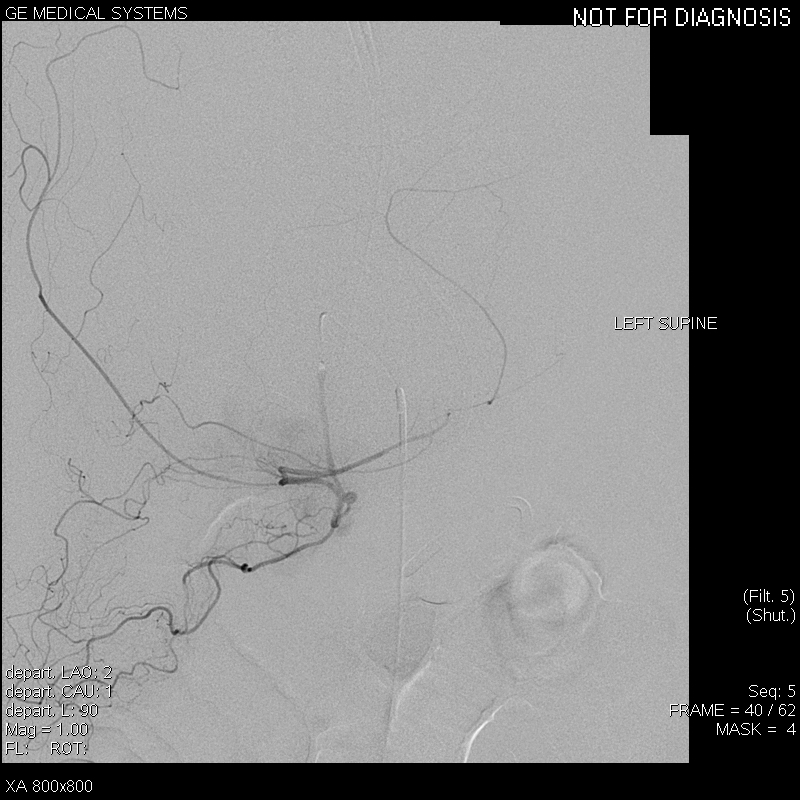 GE MEDICAL SYSTEMS
NOT FOR DIAGNOSIS
LEFT SUPINE
(Filt. 5)
(Shut.)
depart. LAO: 2
depart. CAU: 1
depart. L: 90
Mag = 1.00
FL: ROT:
Seq: 5
FRAME = 40 / 62
MASK = 4
XA 800x800